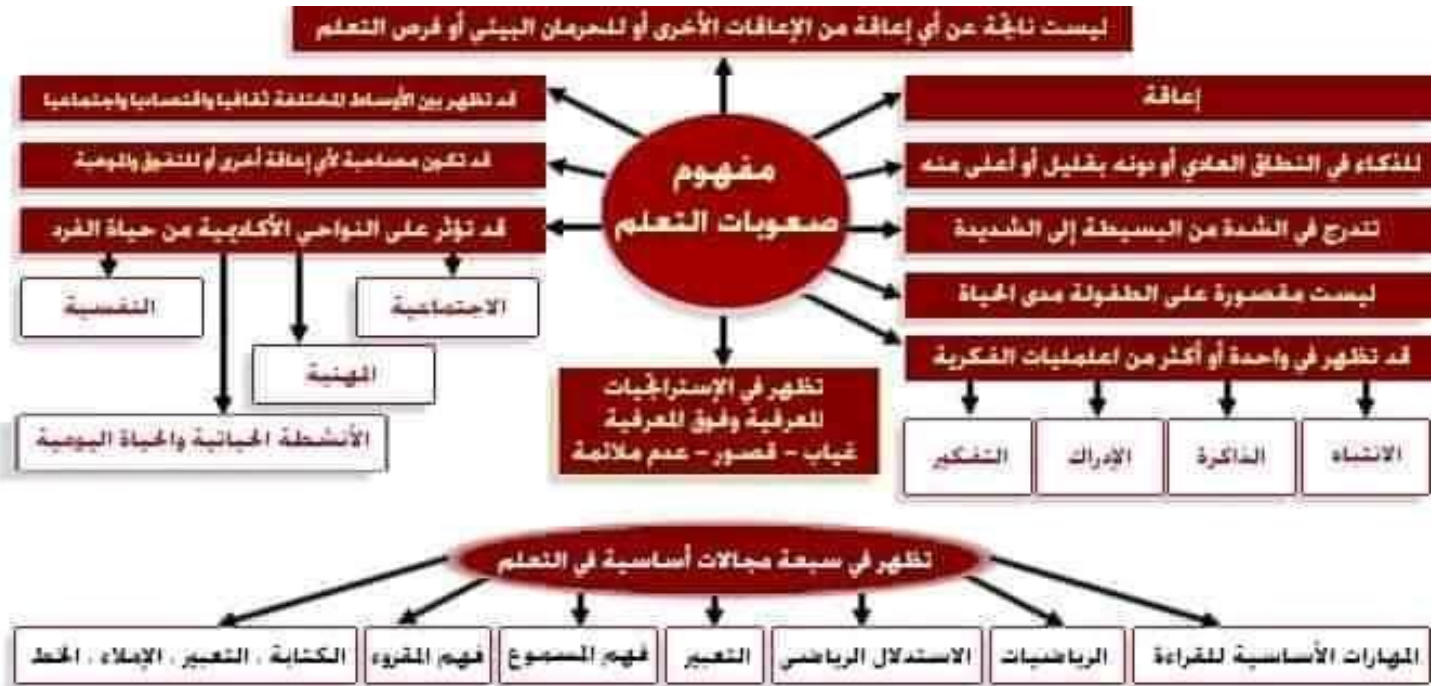 ليست ناتجة عن أي إعاقة من الإعاقات الأخرى أو للحرمان البيئي أو فرص التعلم
مفهوم
صعوبات التعلم
إعاقة
للذكاء في النطاق العادي أو دونه بقليل أو أعلى منه
تتدرج في الشدة من البسيطة إلى الشديدة
ليست مقصورة على الطفولة مدى الحياة
قد تظهر في واحدة أو أكثر من اعلمليات الفكرية
الانتباه
الذاكرة
الإدراك
التفكير
قد تظهر بين الأوساط المختلفة ثقافيا واقتصاديا واجتماعيا
قد تكون مصاحبة لأي إعاقة أخرى أو للتفوق والموهبة
قد تؤثر على النواحي الأكاديمية من حياة الفرد
الاجتماعية
المهنية
النفسية
الأنشطة الحياتية والحياة اليومية
تظهر في الإستراتجيات
المعرفية وفوق المعرفية
غياب – قصور – عدم ملائمة
تظهر في سبعة مجالات أساسية في التعلم
المهارات الأساسية للقراءة
الرياضيات
الاستدلال الرياضي
التعبير
فهم المسموع
فهم المقروء
الكتابة ، التعبير ، الإملاء ، الخط